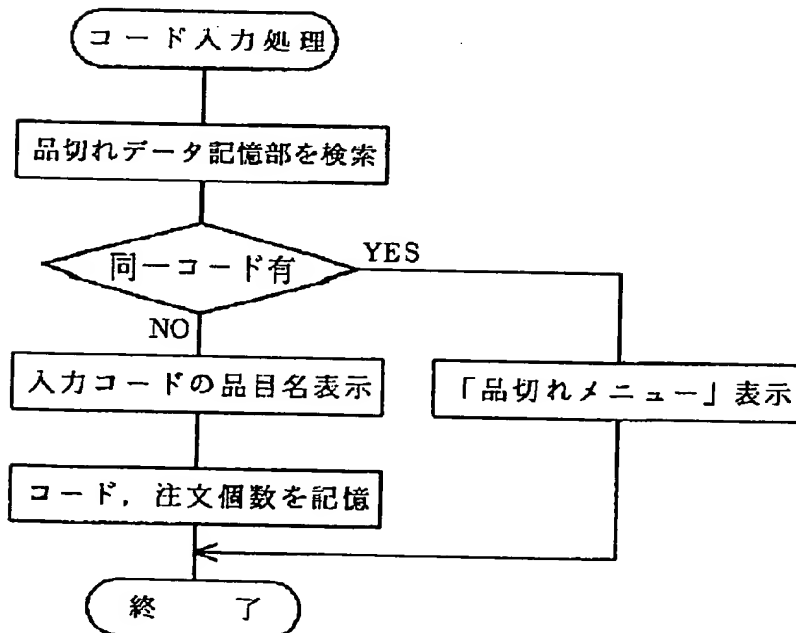 コード入力処理
品切れデータ記憶部を検索
同一コード有
YES
NO
入力コードの品目名表示
「品切れメニュー」表示
コード,注文個数を記憶
終 了